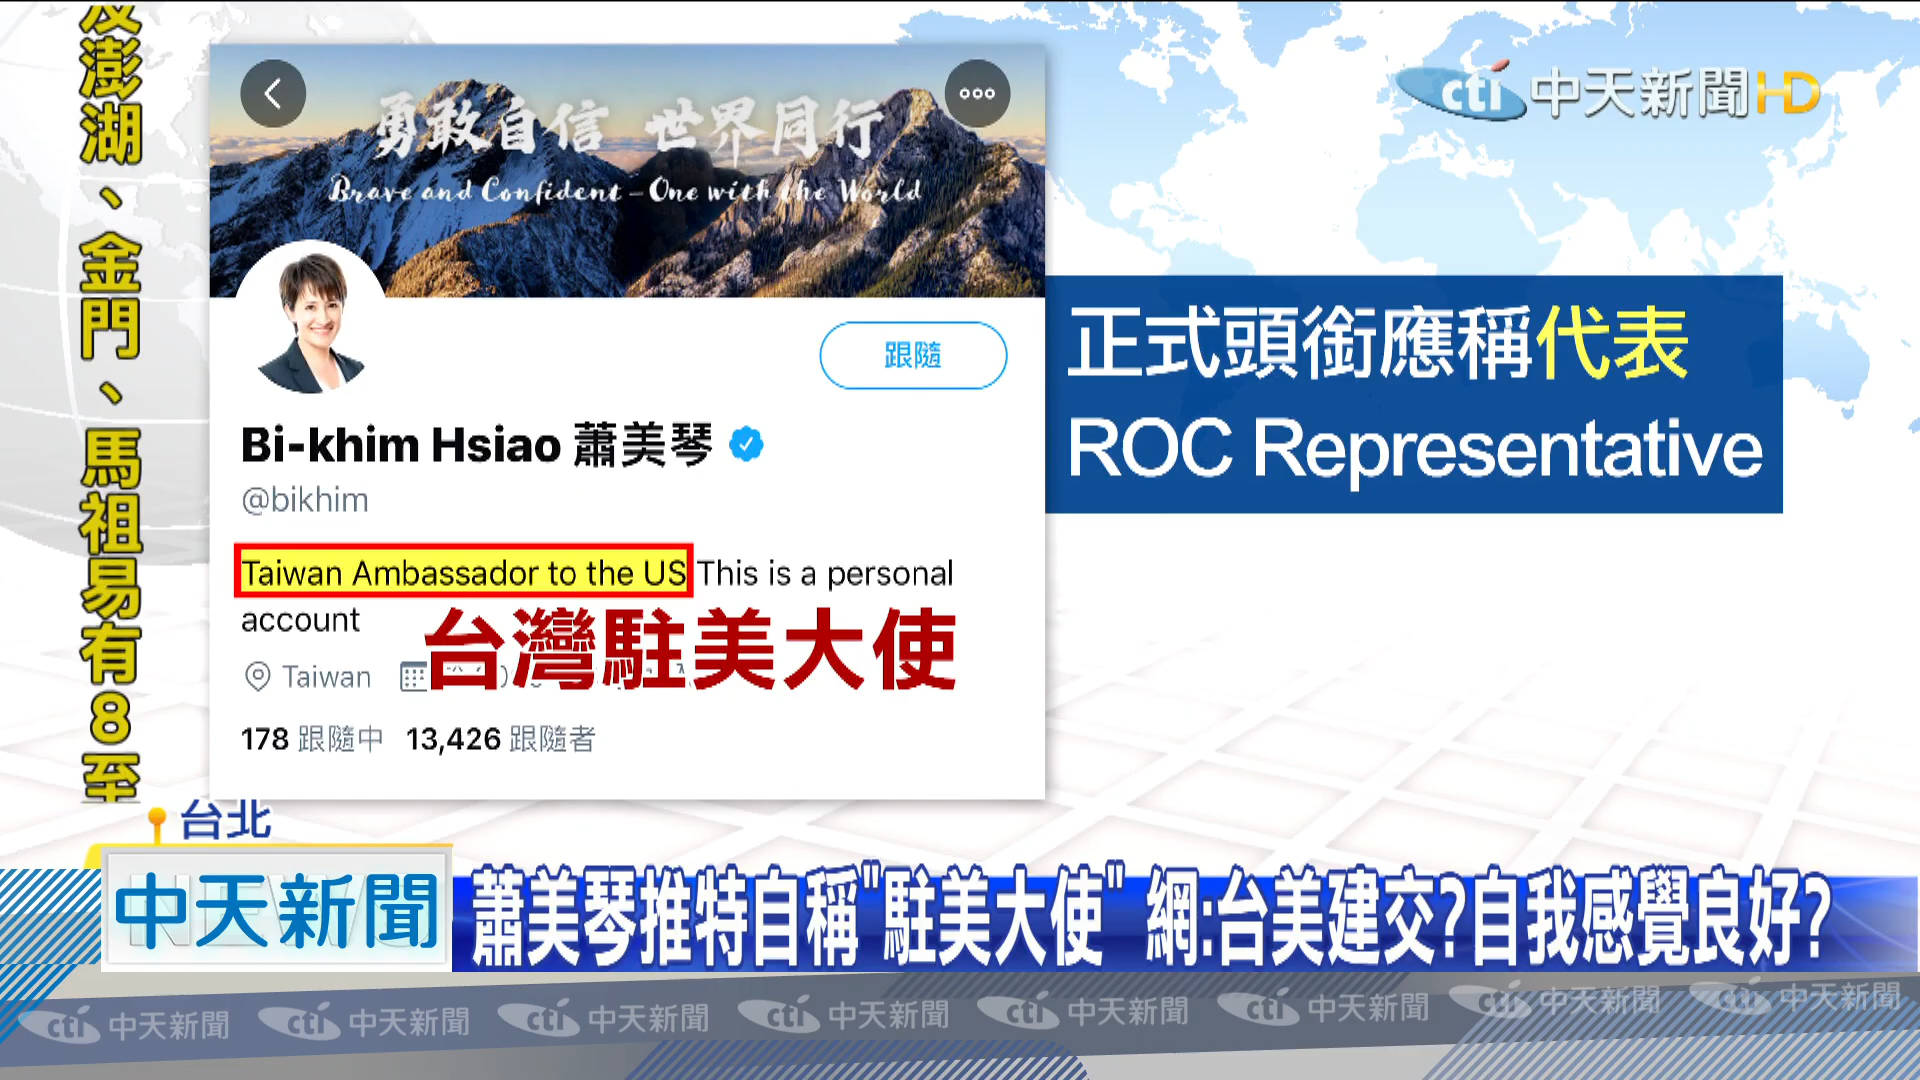 及澎湖、金門、馬祖易有8至
勇敢自信 世界同行
Brave and Confident – One with the World
cti 中天新聞HD
跟隨
正式頭銜應稱代表
ROC Representative
Bi-khim Hsiao 蕭美琴
@bikhim
Taiwan Ambassador to the US This is a personal
account
台灣駐美大使
Taiwan
178 跟隨中 13,426 跟隨者
台北
中天新聞
蕭美琴推特自稱"駐美大使" 網:台美建交?自我感覺良好?
cti 中天新聞 cti 中天新聞 cti 中天新聞 cti 中天新聞 cti 中天新聞 cti 中天新聞 cti 中天新聞 cti 中天新聞